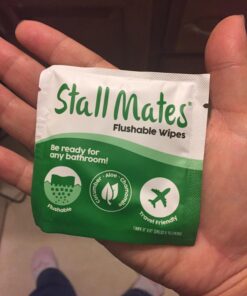 Stall Mates
Flushable Wipes
Be ready for
any bathroom!
Cucumber • Aloe • Chamomile
Flushable
Travel Friendly